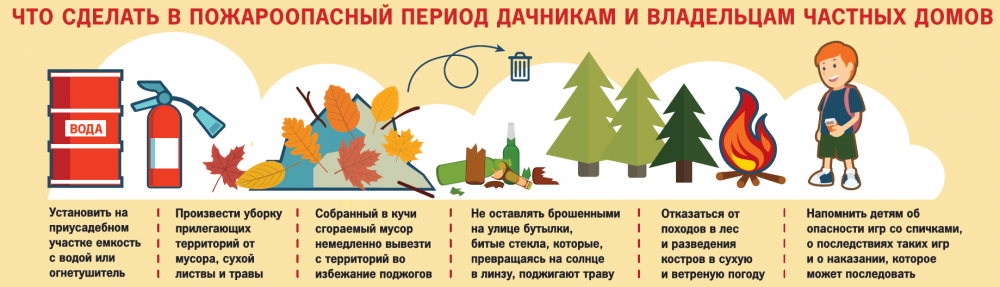 ЧТО СДЕЛАТЬ В ПОЖАРООПАСНЫЙ ПЕРИОД ДАЧНИКАМ И ВЛАДЕЛЬЦАМ ЧАСТНЫХ ДОМОВ
ВОДА
Установить на
приусадебном
участке емкость
с водой или
огнетушитель
Произвести уборку
прилегающих
территорий от
мусора, сухой
листвы и травы
Собранный в кучи
сгораемый мусор
немедленно вывезти
с территорий во
избежание поджогов
Не оставлять брошенными
на улице бутылки,
битые стекла, которые,
превращаясь на солнце
в линзу, поджигают траву
Отказаться от
походов в лес
и разведения
костров в сухую
и ветреную погоду
Напомнить детям об
опасности игр со спичками,
о последствиях таких игр
и о наказании, которое
может последовать